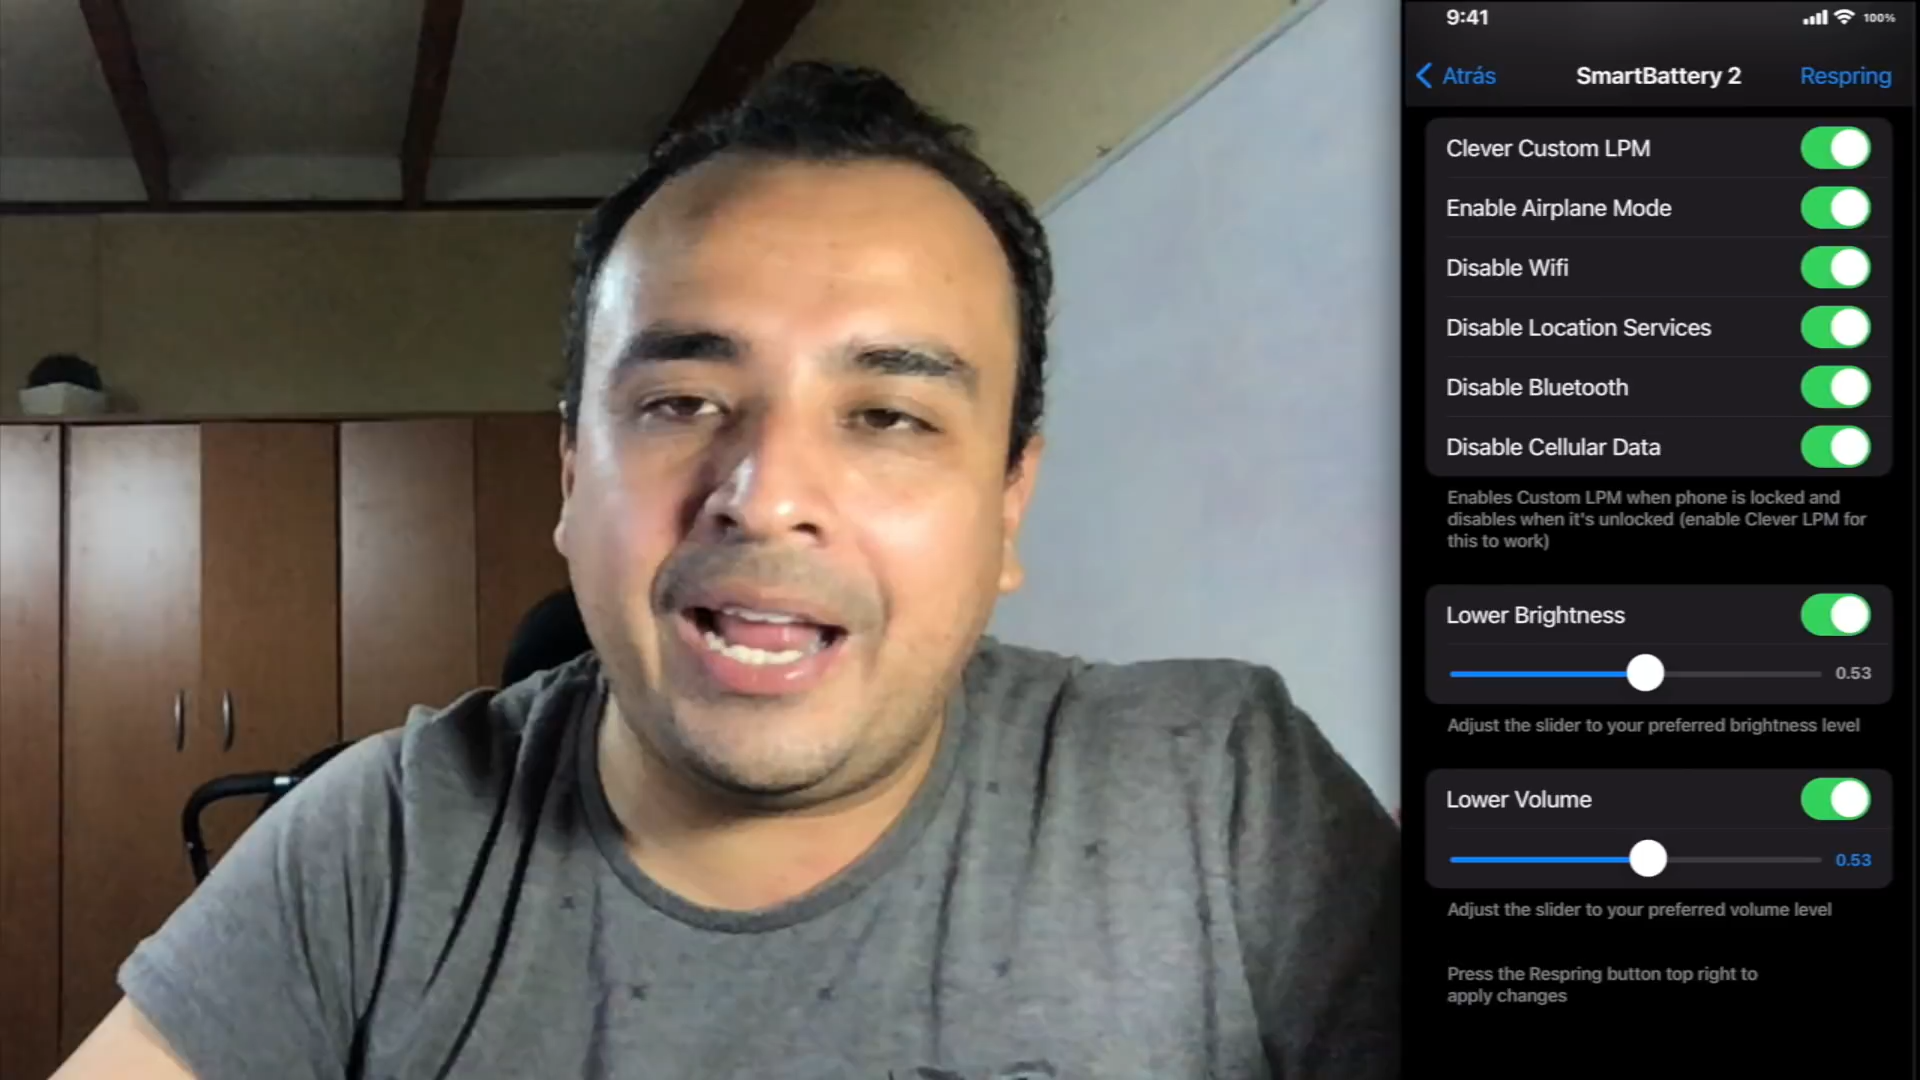 9:41
100%
Atrás
SmartBattery 2
Respring
Clever Custom LPM
Enable Airplane Mode
Disable Wifi
Disable Location Services
Disable Bluetooth
Disable Cellular Data
Enables Custom LPM when phone is locked and
disables when it's unlocked (enable Clever LPM for
this to work)
Lower Brightness
0.53
Adjust the slider to your preferred brightness level
Lower Volume
0.53
Adjust the slider to your preferred volume level
Press the Respring button top right to
apply changes